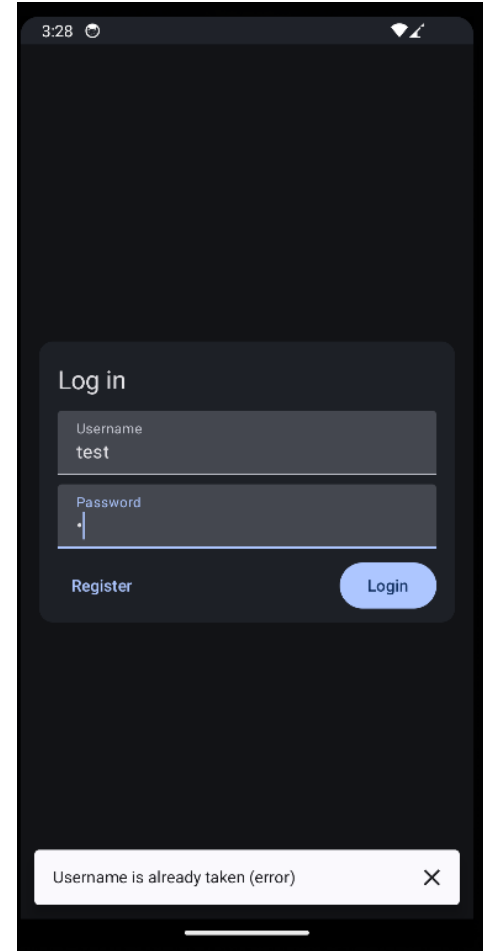 3:28
Log in
Username
test
Password
Register
Login
Username is already taken (error)